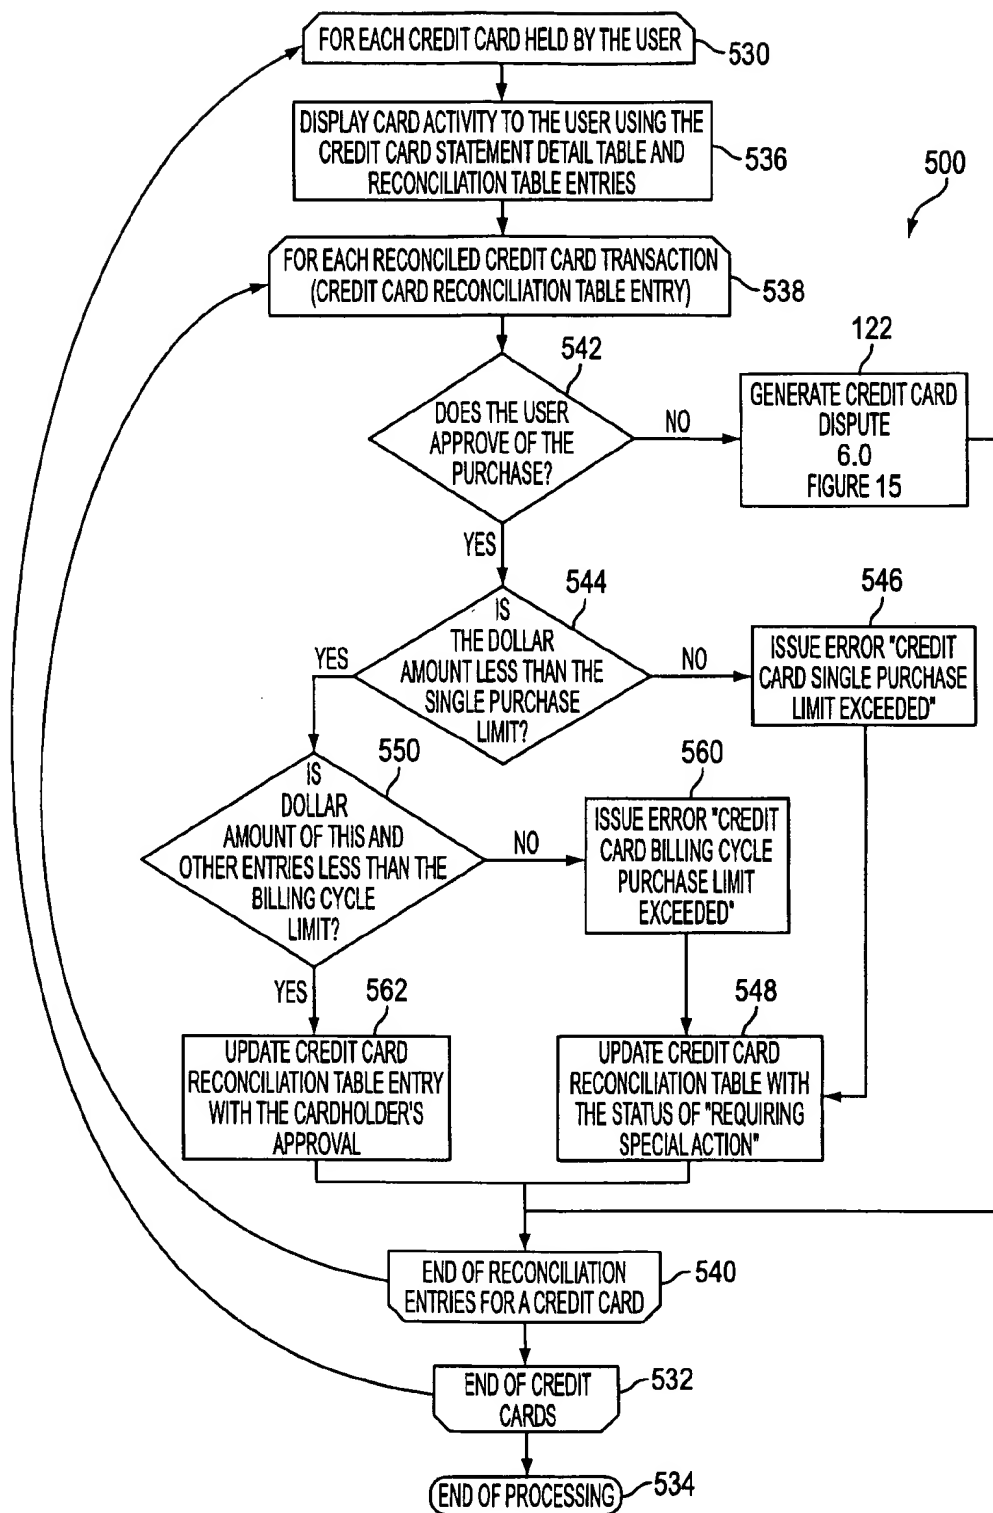 FOR EACH CREDIT CARD HELD BY THE USER
530
DISPLAY CARD ACTIVITY TO THE USER USING THE
CREDIT CARD STATEMENT DETAIL TABLE AND
RECONCILIATION TABLE ENTRIES
536
500
FOR EACH RECONCILED CREDIT CARD TRANSACTION
(CREDIT CARD RECONCILIATION TABLE ENTRY)
538
542
DOES THE USER
APPROVE OF THE
PURCHASE?
NO
122
GENERATE CREDIT CARD
DISPUTE
6.0
FIGURE 15
YES
544
IS
THE DOLLAR
AMOUNT LESS THAN THE
SINGLE PURCHASE
LIMIT?
YES
NO
546
ISSUE ERROR "CREDIT
CARD SINGLE PURCHASE
LIMIT EXCEEDED"
550
IS
DOLLAR
AMOUNT OF THIS AND
OTHER ENTRIES LESS THAN THE
BILLING CYCLE
LIMIT?
NO
560
ISSUE ERROR "CREDIT
CARD BILLING CYCLE
PURCHASE LIMIT
EXCEEDED"
YES
562
UPDATE CREDIT CARD
RECONCILIATION TABLE ENTRY
WITH THE CARDHOLDER'S
APPROVAL
548
UPDATE CREDIT CARD
RECONCILIATION TABLE WITH
THE STATUS OF "REQUIRING
SPECIAL ACTION"
END OF RECONCILIATION
ENTRIES FOR A CREDIT CARD
540
END OF CREDIT
CARDS
532
END OF PROCESSING
534